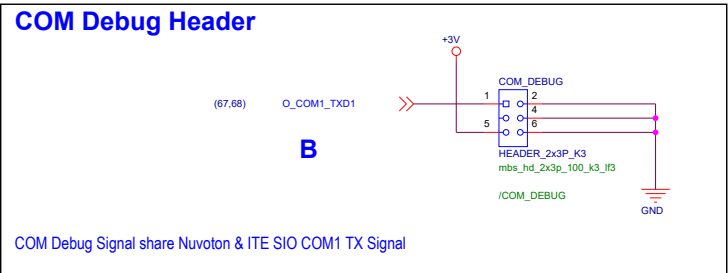 COM Debug Header
+3V
COM_DEBUG
(67,68) O_COM1_TXD1
1 2
4
5 6
B
HEADER_2x3P_K3
mbs_hd_2x3p_100_k3_lf3
/COM_DEBUG
GND
COM Debug Signal share Nuvoton & ITE SIO COM1 TX Signal